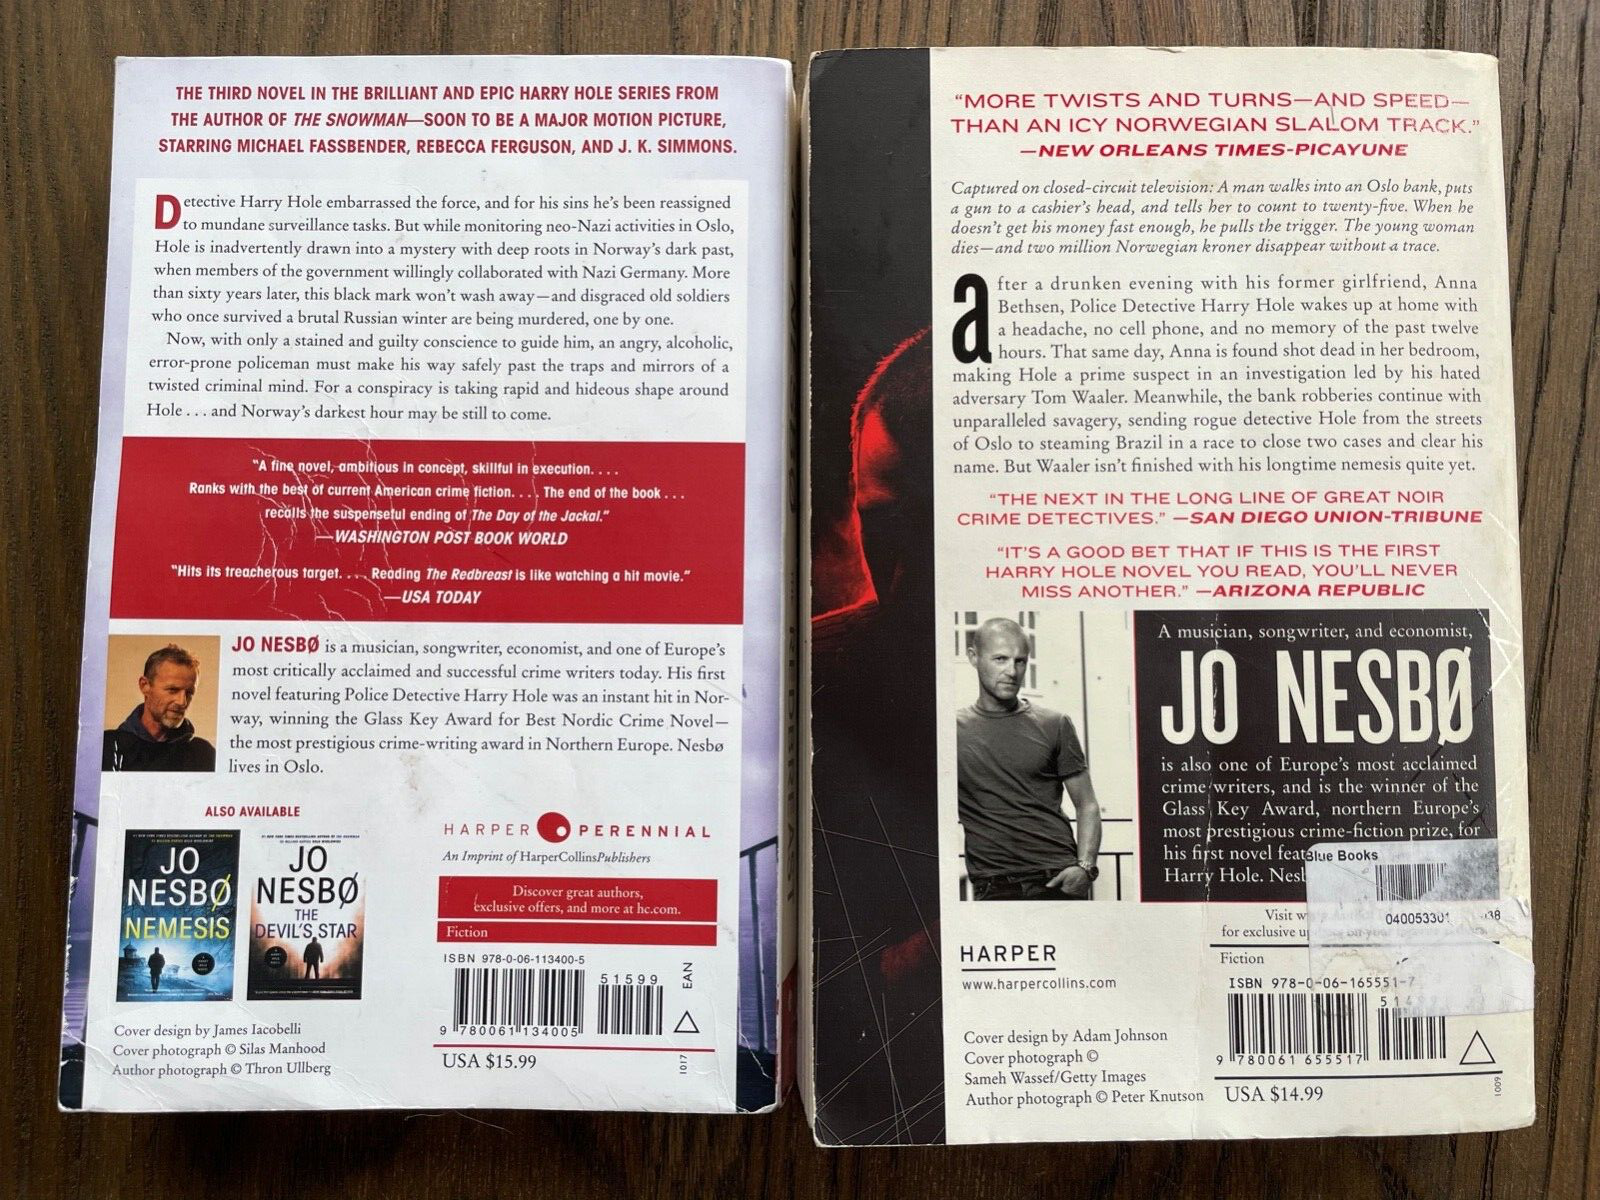 THE THIRD NOVEL IN THE BRILLIANT AND EPIC HARRY HOLE SERIES FROM
THE AUTHOR OF THE SNOWMAN—SOON TO BE A MAJOR MOTION PICTURE,
STARRING MICHAEL FASSBENDER, REBECCA FERGUSON, AND J. K. SIMMONS.
Detective Harry Hole embarrassed the force, and for his sins he's been reassigned
to mundane surveillance tasks. But while monitoring neo-Nazi activities in Oslo,
Hole is inadvertently drawn into a mystery with deep roots in Norway's dark past,
when members of the government willingly collaborated with Nazi Germany. More
than sixty years later, this black mark won't wash away—and disgraced old soldiers
who once survived a brutal Russian winter are being murdered, one by one.
Now, with only a stained and guilty conscience to guide him, an angry, alcoholic,
error-prone policeman must make his way safely past the traps and mirrors of a
twisted criminal mind. For a conspiracy is taking rapid and hideous shape around
Hole . . . and Norway's darkest hour may be still to come.
"A fine novel, ambitious in concept, skillful in execution. . . .
Ranks with the best of current American crime fiction. . . . The end of the book . . .
recalls the suspenseful ending of The Day of the Jackal."
—WASHINGTON POST BOOK WORLD
"Hits its treacherous target. . . . Reading The Redbreast is like watching a hit movie."
—USA TODAY
JO NESBØ is a musician, songwriter, economist, and one of Europe's
most critically acclaimed and successful crime writers today. His first
novel featuring Police Detective Harry Hole was an instant hit in Nor-
way, winning the Glass Key Award for Best Nordic Crime Novel—
the most prestigious crime-writing award in Northern Europe. Nesbø
lives in Oslo.
ALSO AVAILABLE
JO
NESBØ
NEMESIS
JO
NESBØ
THE
DEVIL'S STAR
HARPER PERENNIAL
An Imprint of HarperCollinsPublishers
Discover great authors,
exclusive offers, and more at hc.com.
Fiction
ISBN 978-0-06-113400-5
51599
EAN
9 780061 134005
USA $15.99
1017
Cover design by James Iacobelli
Cover photograph © Silas Manhood
Author photograph © Thron Ullberg
"MORE TWISTS AND TURNS—AND SPEED—
THAN AN ICY NORWEGIAN SLALOM TRACK."
—NEW ORLEANS TIMES-PICAYUNE
Captured on closed-circuit television: A man walks into an Oslo bank, puts
a gun to a cashier's head, and tells her to count to twenty-five. When he
doesn't get his money fast enough, he pulls the trigger. The young woman
dies—and two million Norwegian kroner disappear without a trace.
after a drunken evening with his former girlfriend, Anna
Bethsen, Police Detective Harry Hole wakes up at home with
a headache, no cell phone, and no memory of the past twelve
hours. That same day, Anna is found shot dead in her bedroom,
making Hole a prime suspect in an investigation led by his hated
adversary Tom Waaler. Meanwhile, the bank robberies continue with
unparalleled savagery, sending rogue detective Hole from the streets
of Oslo to steaming Brazil in a race to close two cases and clear his
name. But Waaler isn't finished with his longtime nemesis quite yet.
"THE NEXT IN THE LONG LINE OF GREAT NOIR
CRIME DETECTIVES." —SAN DIEGO UNION-TRIBUNE
"IT'S A GOOD BET THAT IF THIS IS THE FIRST
HARRY HOLE NOVEL YOU READ, YOU'LL NEVER
MISS ANOTHER." —ARIZONA REPUBLIC
A musician, songwriter, and economist,
JO NESBØ
is also one of Europe's most acclaimed
crime writers, and is the winner of the
Glass Key Award, northern Europe's
most prestigious crime-fiction prize, for
his first novel feat
Harry Hole. Nesb
Blue Books
040053301
Visit w
for exclusive
Fiction
HARPER
www.harpercollins.com
ISBN 978-0-06-165551-7
9 780061 655517
USA $14.99
1009
Cover design by Adam Johnson
Cover photograph ©
Sameh Wassef/Getty Images
Author photograph © Peter Knutson